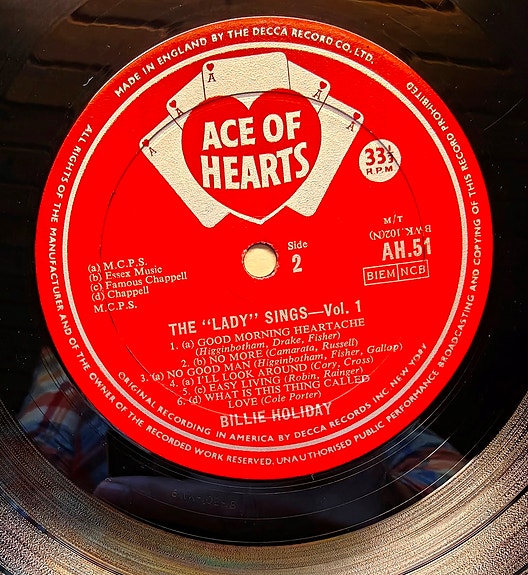 MADE IN ENGLAND BY THE DECCA RECORD CO. LTD.
ALL RIGHTS OF THE MANUFACTURER AND OF THE OWNER OF THE RECORDED WORK RESERVED. UNAUTHORISED PUBLIC PERFORMANCE BROADCASTING AND COPYING OF THIS RECORD PROHIBITED
A
A
A
A
A
ACE OF
HEARTS
33⅓
R.P.M
T/M
BWK.102(N)
AH.51
BIEM NCB
Side
2
(a) M.C.P.S.
(b) Essex Music
(c) Famous Chappell
(d) Chappell
M.C.P.S.
THE "LADY" SINGS—Vol. 1
1. (a) GOOD MORNING HEARTACHE
(Higginbotham, Drake, Fisher)
2. (b) NO MORE (Camarata, Russell)
3. (a) NO GOOD MAN (Higginbotham, Fisher, Gallop)
4. (a) I'LL LOOK AROUND (Cory, Cross)
5. (c) EASY LIVING (Robin, Rainger)
6. (d) WHAT IS THIS THING CALLED
LOVE (Cole Porter)
BILLIE HOLIDAY
ORIGINAL RECORDING IN AMERICA BY DECCA RECORDS INC. NEW YORK